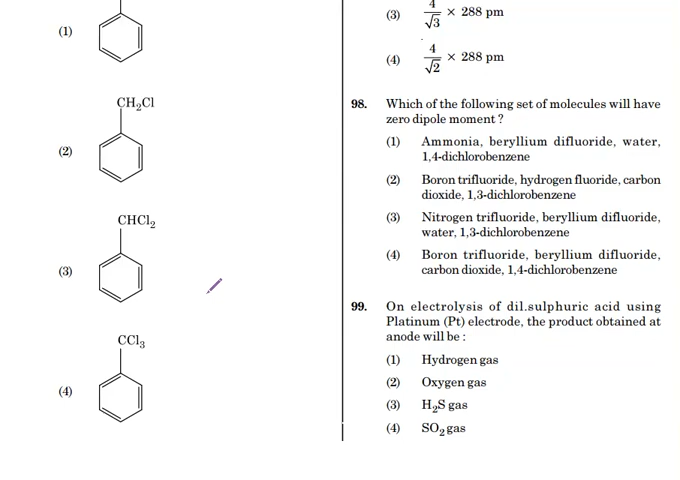 (1)
CH₂Cl
(2)
CHCl₂
(3)
CCl₃
(4)
(3) 4/√3 × 288 pm
(4) 4/√2 × 288 pm
98. Which of the following set of molecules will have
zero dipole moment ?
(1) Ammonia, beryllium difluoride, water,
1,4-dichlorobenzene
(2) Boron trifluoride, hydrogen fluoride, carbon
dioxide, 1,3-dichlorobenzene
(3) Nitrogen trifluoride, beryllium difluoride,
water, 1,3-dichlorobenzene
(4) Boron trifluoride, beryllium difluoride,
carbon dioxide, 1,4-dichlorobenzene
99. On electrolysis of dil.sulphuric acid using
Platinum (Pt) electrode, the product obtained at
anode will be :
(1) Hydrogen gas
(2) Oxygen gas
(3) H₂S gas
(4) SO₂ gas